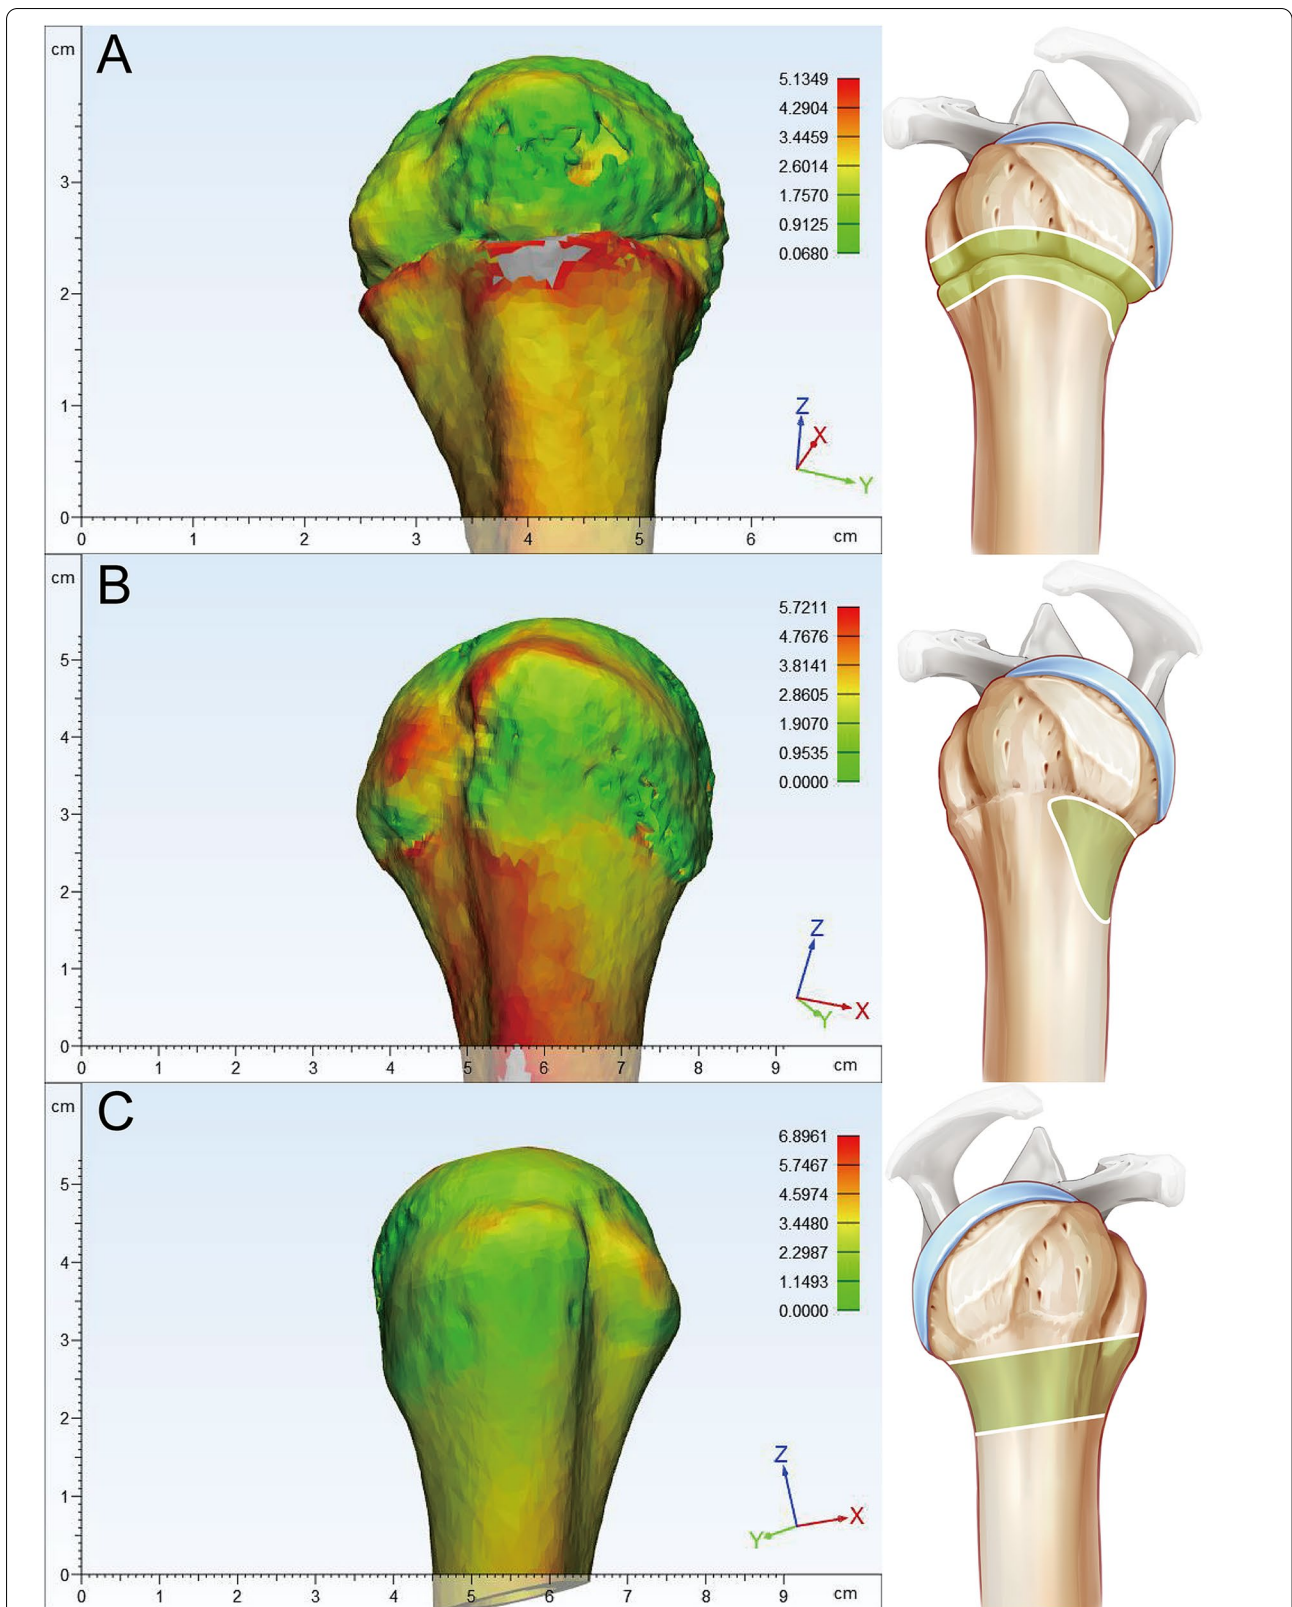 cm
A
5.1349
4.2904
3.4459
2.6014
1.7570
0.9125
0.0680
3
2
1
0
Z
X
Y
0 1 2 3 4 5 6 cm
cm
B
5.7211
4.7676
3.8141
2.8605
1.9070
0.9535
0.0000
5
4
3
2
1
0
Z
X
Y
0 1 2 3 4 5 6 7 8 9 cm
cm
C
6.8961
5.7467
4.5974
3.4480
2.2987
1.1493
0.0000
5
4
3
2
1
0
Z
X
Y
0 1 2 3 4 5 6 7 8 9 cm